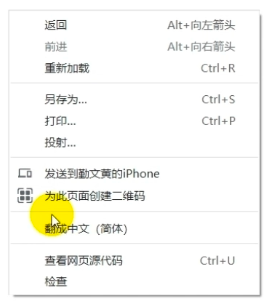 返回 Alt+向左箭头
前进 Alt+向右箭头
重新加载 Ctrl+R
另存为... Ctrl+S
打印... Ctrl+P
投射...
发送到勤文黄的iPhone
为此页面创建二维码
翻成中文（简体）
查看网页源代码 Ctrl+U
检查